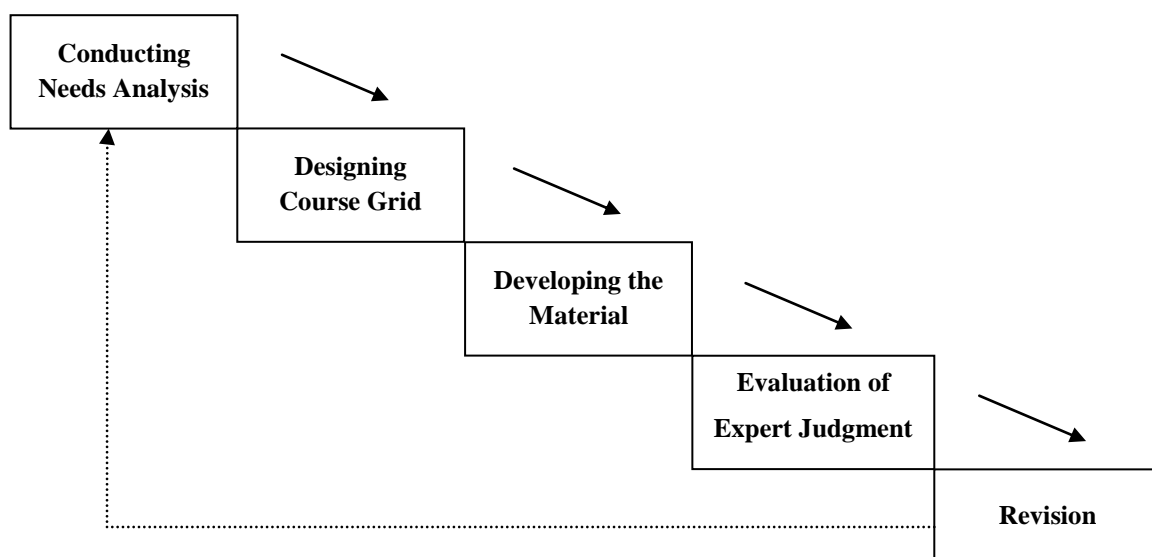 Conducting
Needs Analysis
Designing
Course Grid
Developing the
Material
Evaluation of
Expert Judgment
Revision